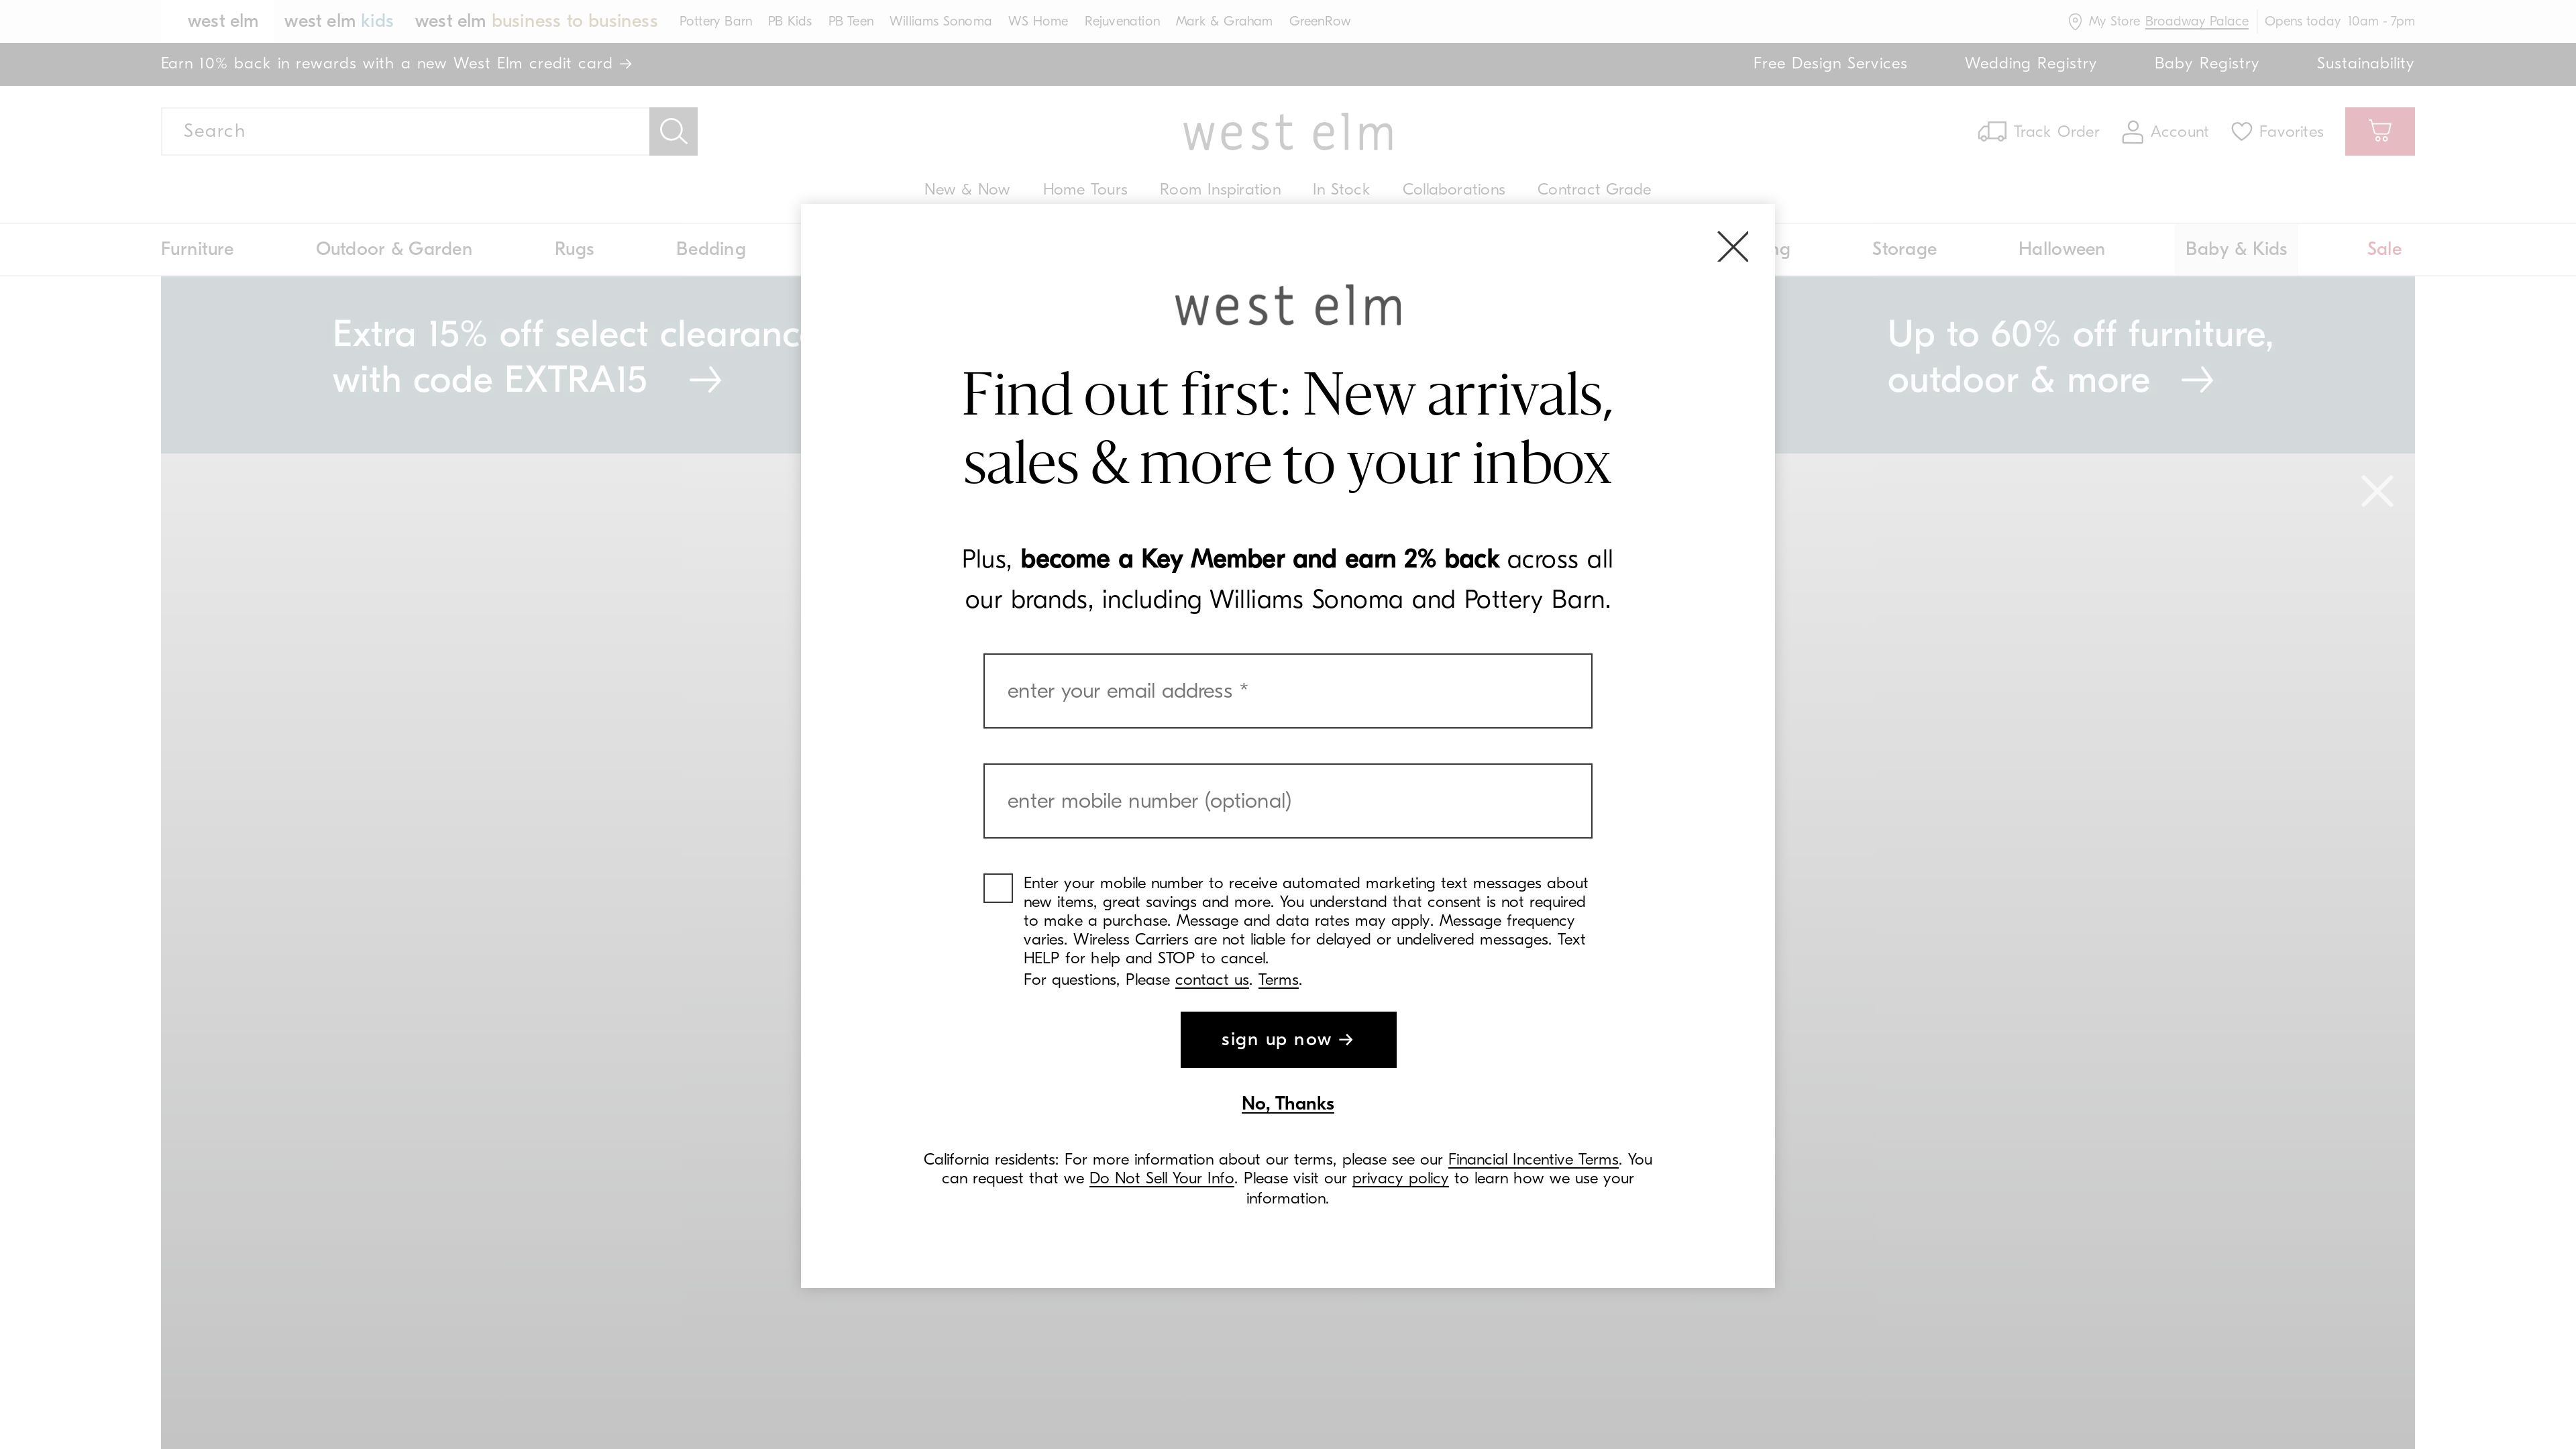 west elm west elm kids west elm business to business Pottery Barn PB Kids PB Teen Williams Sonoma WS Home Rejuvenation Mark & Graham GreenRow My Store Broadway Palace Opens today 10am - 7pm
Earn 10% back in rewards with a new West Elm credit card → Free Design Services Wedding Registry Baby Registry Sustainability
Search
west elm
Track Order Account Favorites
New & Now Home Tours Room Inspiration In Stock Collaborations Contract Grade
Furniture Outdoor & Garden Rugs Bedding Storage Halloween Baby & Kids Sale
Extra 15% off select
with code EXTRA15 →
Up to 60% off furniture,
outdoor & more →
west elm
Find out first: New arrivals,
sales & more to your inbox
Plus, become a Key Member and earn 2% back across all
our brands, including Williams Sonoma and Pottery Barn.
enter your email address *
enter mobile number (optional)
Enter your mobile number to receive automated marketing text messages about
new items, great savings and more. You understand that consent is not required
to make a purchase. Message and data rates may apply. Message frequency
varies. Wireless Carriers are not liable for delayed or undelivered messages. Text
HELP for help and STOP to cancel.
For questions, Please contact us. Terms.
sign up now →
No, Thanks
California residents: For more information about our terms, please see our Financial Incentive Terms. You
can request that we Do Not Sell Your Info. Please visit our privacy policy to learn how we use your
information.